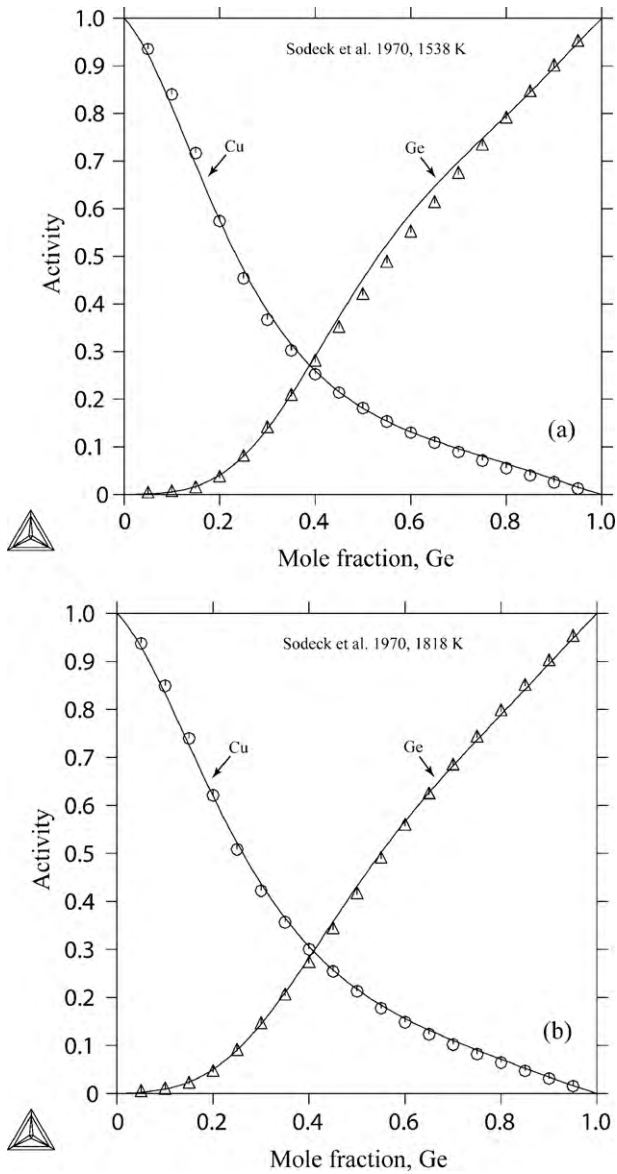 1.0
Sodeck et al. 1970, 1538 K
0.9
0.8
0.7
Cu
Ge
0.6
Activity
0.5
0.4
0.3
0.2
(a)
0.1
0
0 0.2 0.4 0.6 0.8 1.0
Mole fraction, Ge
1.0
Sodeck et al. 1970, 1818 K
0.9
0.8
0.7
Cu
Ge
0.6
Activity
0.5
0.4
0.3
0.2
(b)
0.1
0
0 0.2 0.4 0.6 0.8 1.0
Mole fraction, Ge